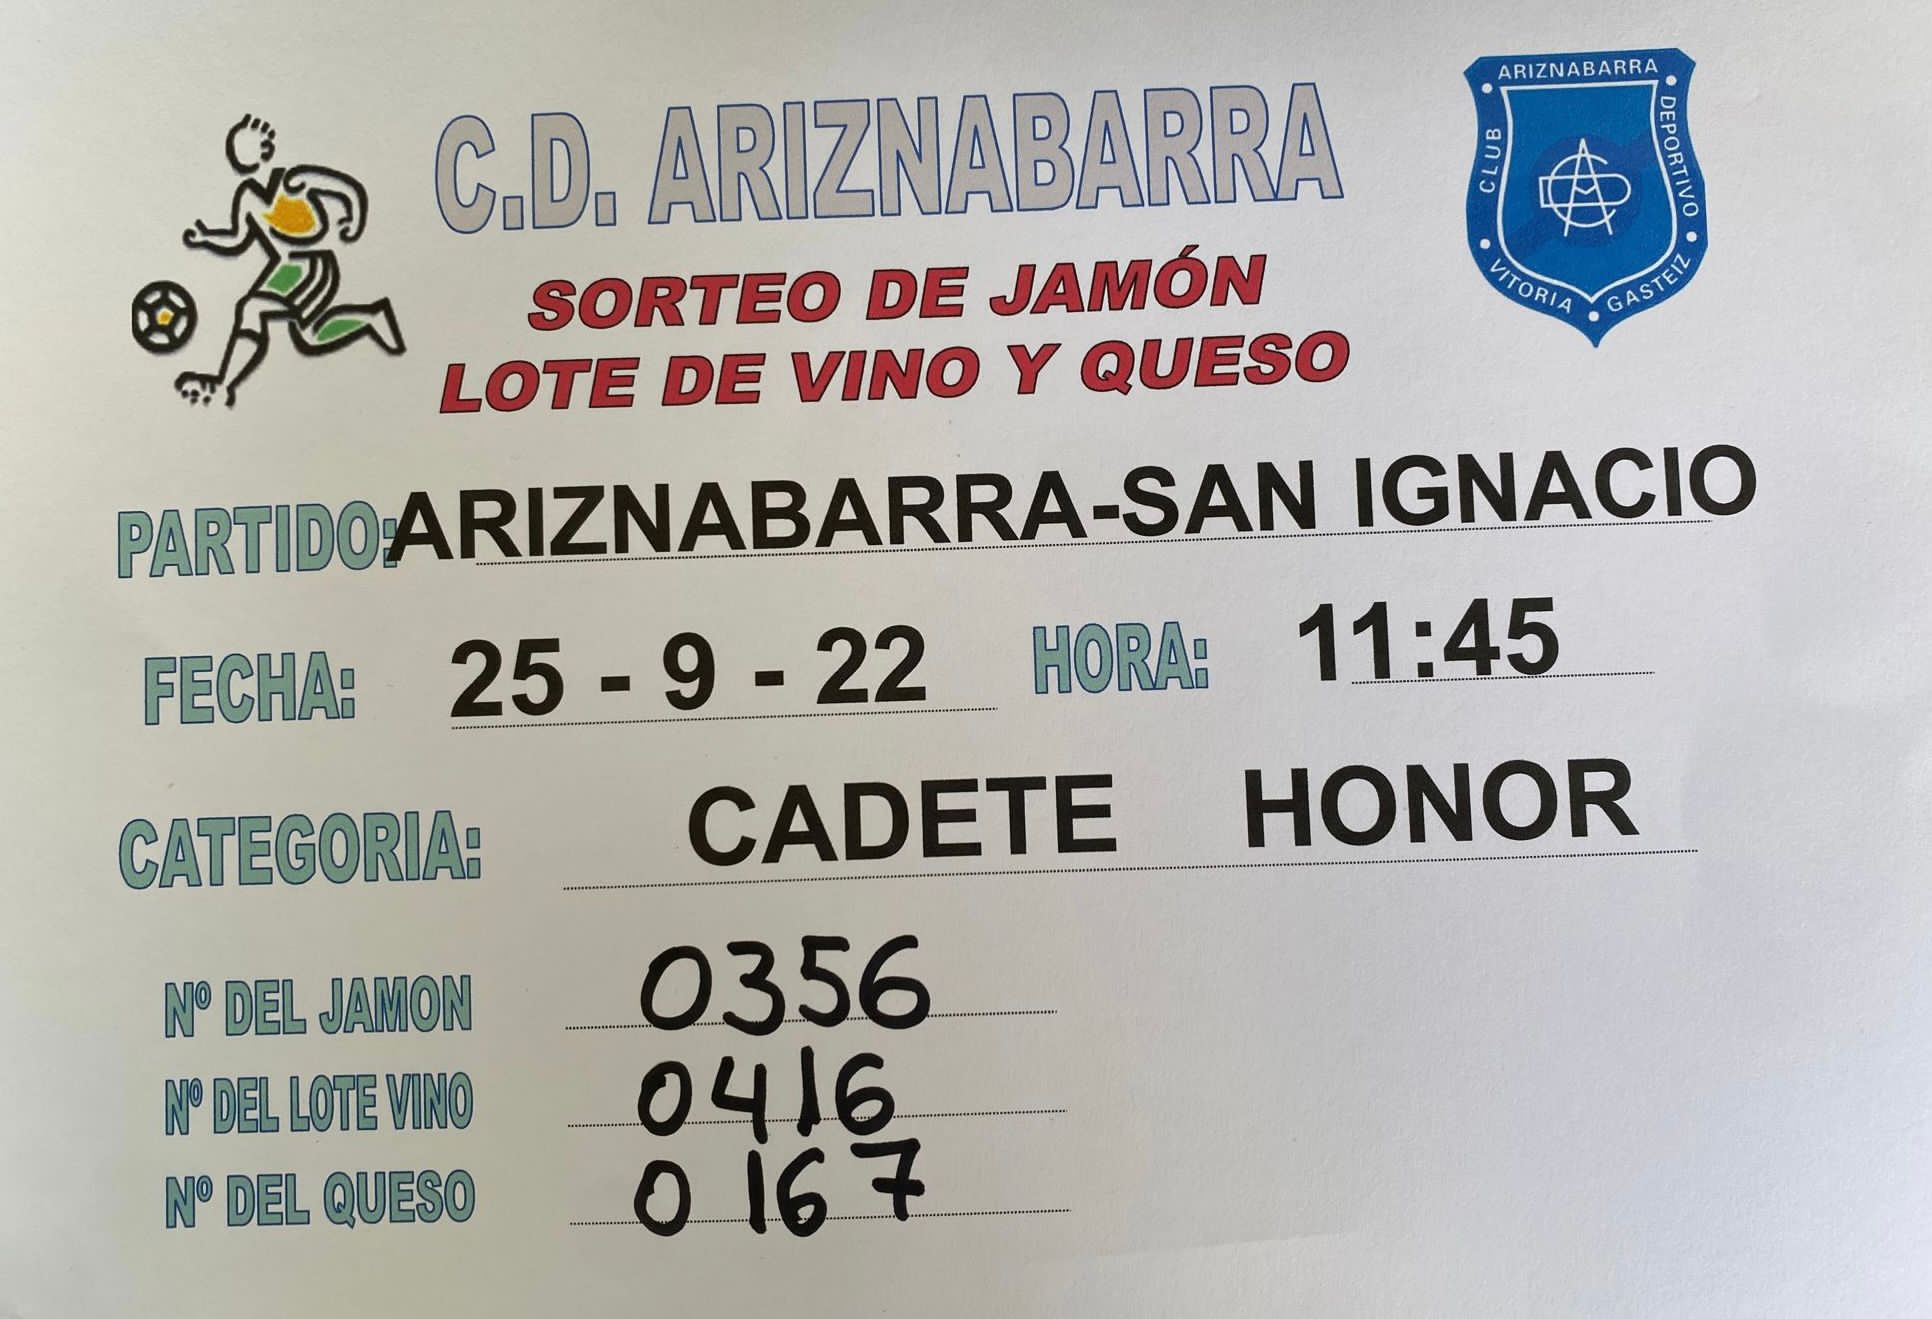 C.D. ARIZNABARRA
ARIZNABARRA
CLUB
DEPORTIVO
VITORIA
GASTEIZ
SORTEO DE JAMÓN
LOTE DE VINO Y QUESO
PARTIDO: ARIZNABARRA-SAN IGNACIO
FECHA: 25 - 9 - 22 HORA: 11:45
CATEGORIA: CADETE HONOR
Nº DEL JAMON 0356
Nº DEL LOTE VINO 0416
Nº DEL QUESO 0167